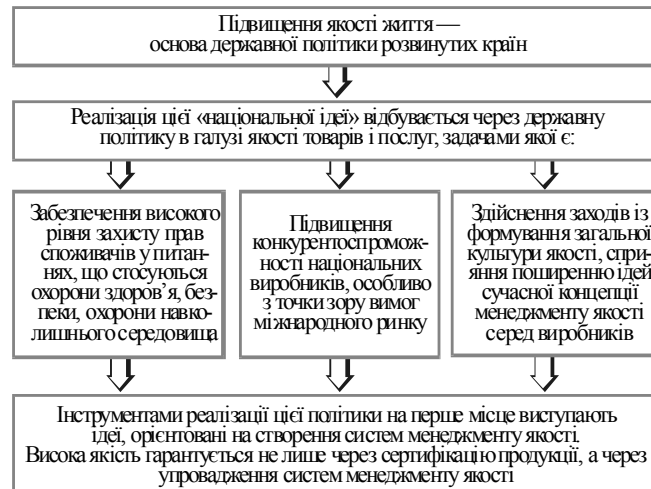 Підвищення якості життя —
основа державної політики розвинутих країн
Реалізація цієї «національної ідеї» відбувається через державну
політику в галузі якості товарів і послуг, задачами якої є:
Забезпечення високого
рівня захисту прав
споживачів у питан-
нях, що стосуються
охорони здоров’я, без-
пеки, охорони навко-
лишнього середовища
Підвищення
конкурентоспромож-
ності національних
виробників, особливо
з точки зору вимог
міжнародного ринку
Здійснення заходів із
формування загальної
культури якості, спри-
яння поширенню ідей
сучасної концепції
менеджменту якості
серед виробників
Інструментами реалізації цієї політики на перше місце виступають
ідеї, орієнтовані на створення систем менеджменту якості.
Висока якість гарантується не лише через сертифікацію продукції, а через
упровадження систем менеджменту якості